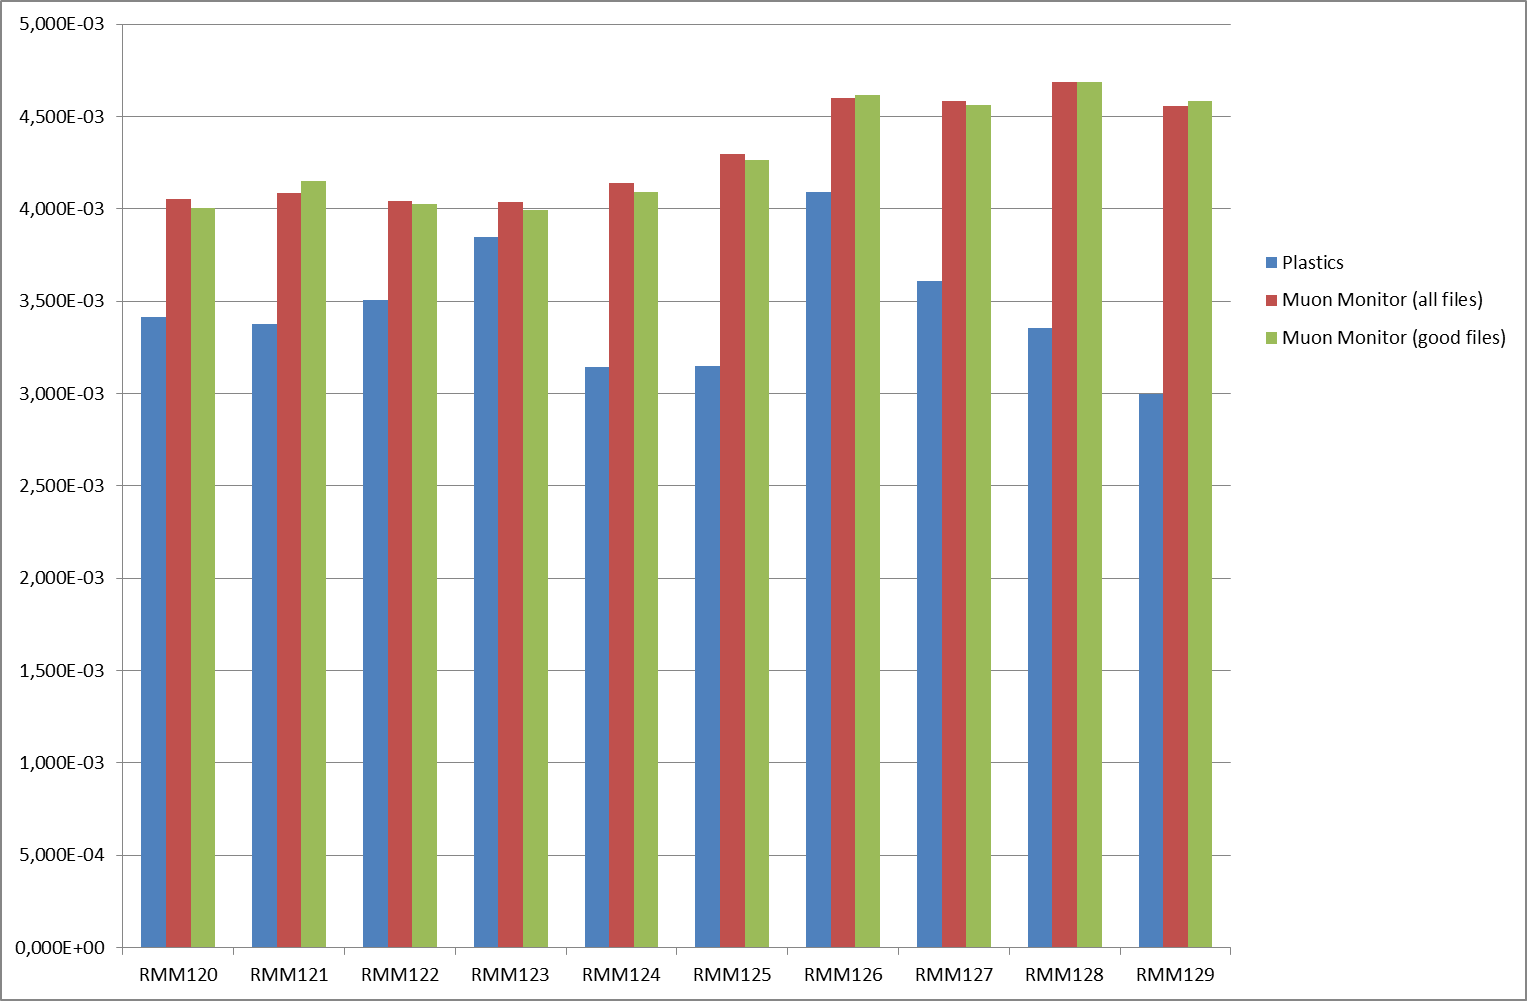 5,000E-03
4,500E-03
4,000E-03
3,500E-03
3,000E-03
2,500E-03
2,000E-03
1,500E-03
1,000E-03
5,000E-04
0,000E+00
RMM120 RMM121 RMM122 RMM123 RMM124 RMM125 RMM126 RMM127 RMM128 RMM129
Plastics
Muon Monitor (all files)
Muon Monitor (good files)